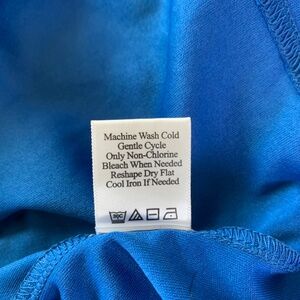 Machine Wash Cold
Gentle Cycle
Only Non-Chlorine
Bleach When Needed
Reshape Dry Flat
Cool Iron If Needed